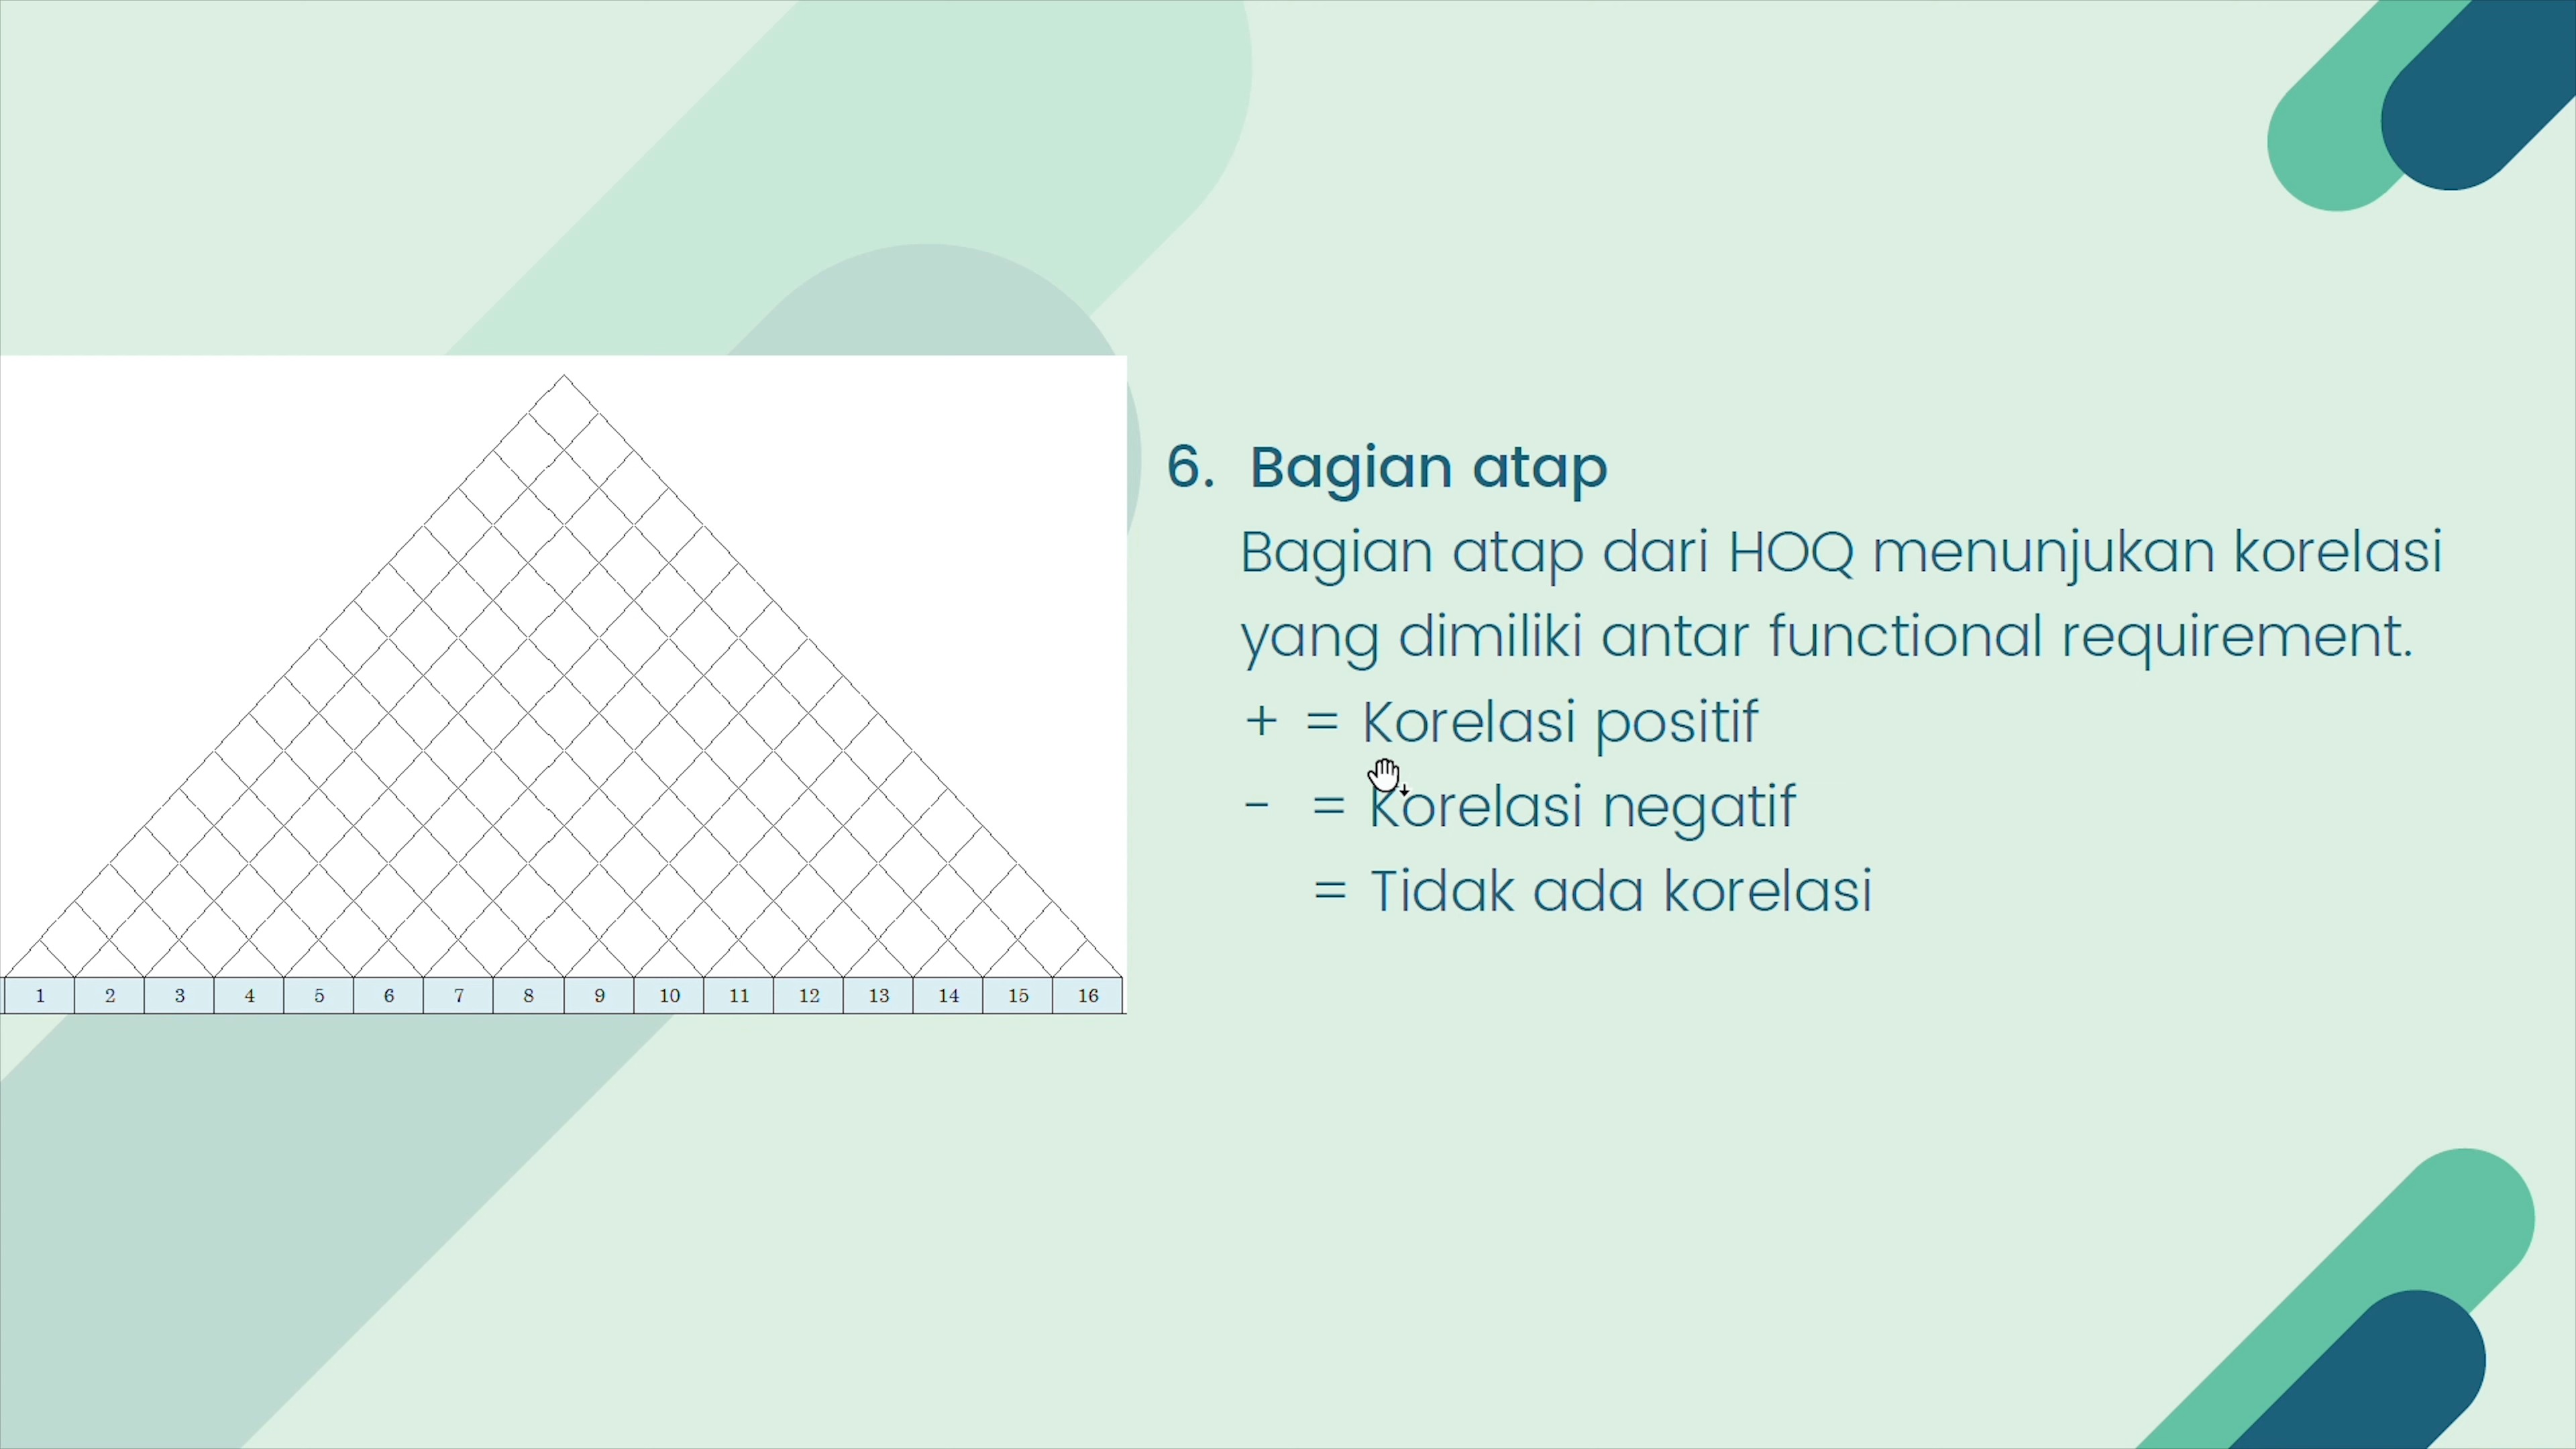 6. Bagian atap
Bagian atap dari HOQ menunjukan korelasi
yang dimiliki antar functional requirement.
+ = Korelasi positif
- = Korelasi negatif
= Tidak ada korelasi
1 2 3 4 5 6 7 8 9 10 11 12 13 14 15 16